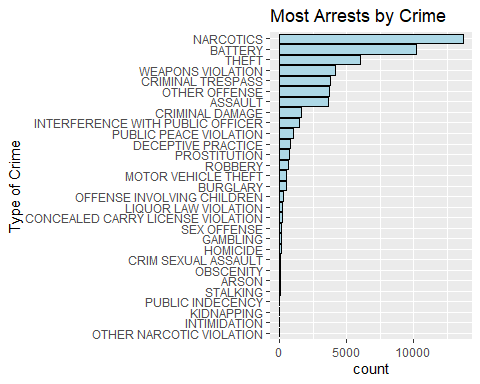 Most Arrests by Crime
Type of Crime
NARCOTICS
BATTERY
THEFT
WEAPONS VIOLATION
CRIMINAL TRESPASS
OTHER OFFENSE
ASSAULT
CRIMINAL DAMAGE
INTERFERENCE WITH PUBLIC OFFICER
PUBLIC PEACE VIOLATION
DECEPTIVE PRACTICE
PROSTITUTION
ROBBERY
MOTOR VEHICLE THEFT
BURGLARY
OFFENSE INVOLVING CHILDREN
LIQUOR LAW VIOLATION
CONCEALED CARRY LICENSE VIOLATION
SEX OFFENSE
GAMBLING
HOMICIDE
CRIM SEXUAL ASSAULT
OBSCENITY
ARSON
STALKING
PUBLIC INDECENCY
KIDNAPPING
INTIMIDATION
OTHER NARCOTIC VIOLATION
0 5000 10000
count